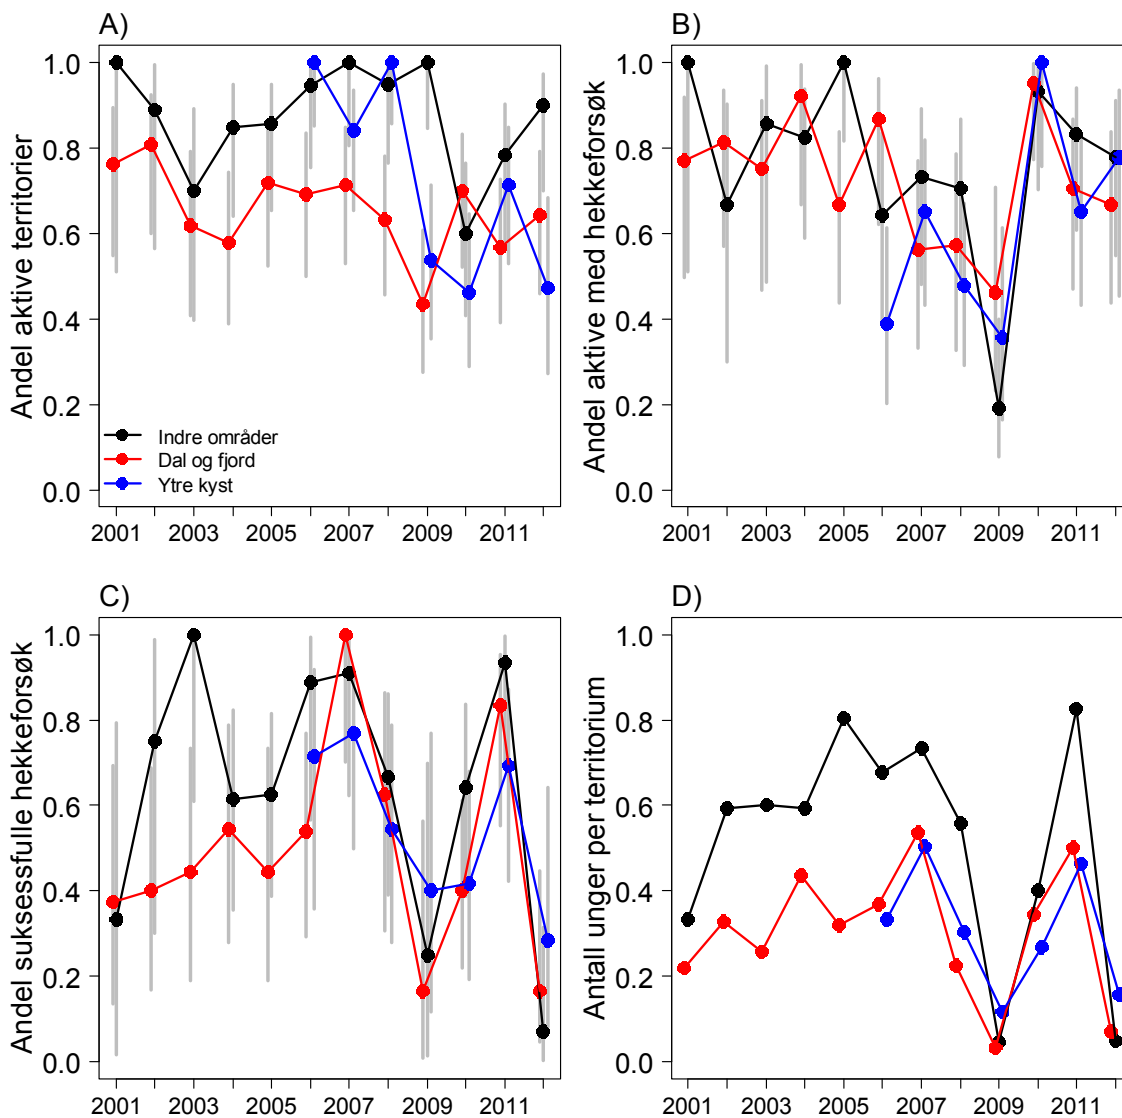 A)
Andel aktive territorier
1.0
0.8
0.6
0.4
0.2
0.0
Indre områder
Dal og fjord
Ytre kyst
2001 2003 2005 2007 2009 2011
B)
Andel aktive med hekkeforsøk
1.0
0.8
0.6
0.4
0.2
0.0
2001 2003 2005 2007 2009 2011
C)
Andel suksessfulle hekkeforsøk
1.0
0.8
0.6
0.4
0.2
0.0
2001 2003 2005 2007 2009 2011
D)
Antall unger per territorium
1.0
0.8
0.6
0.4
0.2
0.0
2001 2003 2005 2007 2009 2011